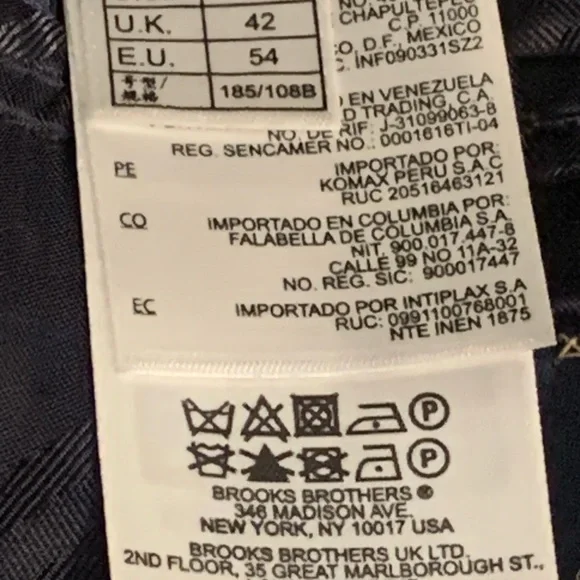 U.K. 42
E.U. 54
号型/规格 185/108B
CHAPULTEPEC
C.P. 11000
O, D.F., MEXICO
C. INF090331SZ2
EN VENEZUELA
D TRADING, C.A.
NO. DE RIF: J-31099063-8
REG. SENCAMER NO.: 0001616TI-04
PE IMPORTADO POR:
KOMAX PERU S.A.C
RUC 20516463121
CO IMPORTADO EN COLUMBIA POR:
FALABELLA DE COLUMBIA S.A.
NIT. 900.017.447-8
CALLE 99 NO 11A-32
NO. REG. SIC: 900017447
EC IMPORTADO POR INTIPLAX S.A
RUC: 0991100768001
NTE INEN 1875
P
P
BROOKS BROTHERS ®
346 MADISON AVE.
NEW YORK, NY 10017 USA
BROOKS BROTHERS UK LTD.
2ND FLOOR, 35 GREAT MARLBOROUGH ST.,